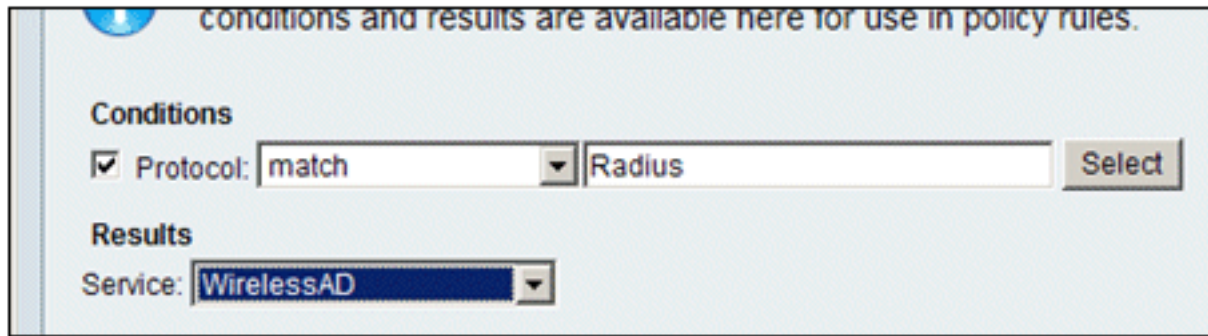 conditions and results are available here for use in policy rules.
Conditions
Protocol: match Radius Select
Results
Service: WirelessAD